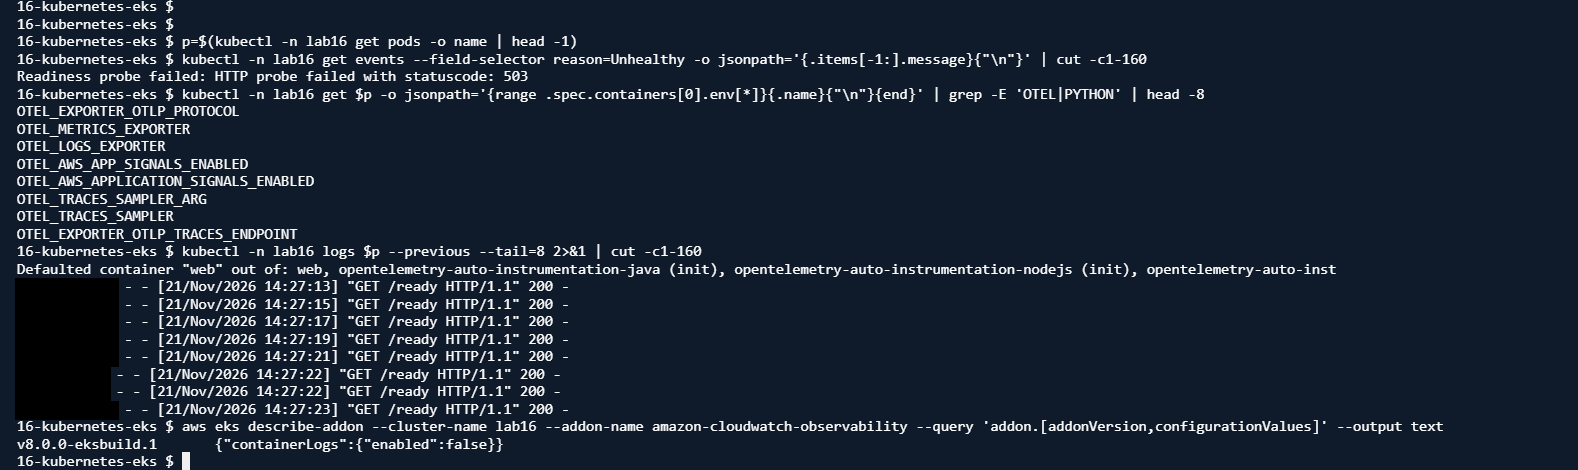 16-kubernetes-eks $
16-kubernetes-eks $
16-kubernetes-eks $ p=$(kubectl -n lab16 get pods -o name | head -1)
16-kubernetes-eks $ kubectl -n lab16 get events --field-selector reason=Unhealthy -o jsonpath='{.items[-1:].message}{"\n"}' | cut -c1-160
Readiness probe failed: HTTP probe failed with statuscode: 503
16-kubernetes-eks $ kubectl -n lab16 get $p -o jsonpath='{range .spec.containers[0].env[*]}{.name}{"\n"}{end}' | grep -E 'OTEL|PYTHON' | head -8
OTEL_EXPORTER_OTLP_PROTOCOL
OTEL_METRICS_EXPORTER
OTEL_LOGS_EXPORTER
OTEL_AWS_APP_SIGNALS_ENABLED
OTEL_AWS_APPLICATION_SIGNALS_ENABLED
OTEL_TRACES_SAMPLER_ARG
OTEL_TRACES_SAMPLER
OTEL_EXPORTER_OTLP_TRACES_ENDPOINT
16-kubernetes-eks $ kubectl -n lab16 logs $p --previous --tail=8 2>&1 | cut -c1-160
Defaulted container "web" out of: web, opentelemetry-auto-instrumentation-java (init), opentelemetry-auto-instrumentation-nodejs (init), opentelemetry-auto-inst
- - [21/Nov/2026 14:27:13] "GET /ready HTTP/1.1" 200 -
- - [21/Nov/2026 14:27:15] "GET /ready HTTP/1.1" 200 -
- - [21/Nov/2026 14:27:17] "GET /ready HTTP/1.1" 200 -
- - [21/Nov/2026 14:27:19] "GET /ready HTTP/1.1" 200 -
- - [21/Nov/2026 14:27:21] "GET /ready HTTP/1.1" 200 -
- - [21/Nov/2026 14:27:22] "GET /ready HTTP/1.1" 200 -
- - [21/Nov/2026 14:27:22] "GET /ready HTTP/1.1" 200 -
- - [21/Nov/2026 14:27:23] "GET /ready HTTP/1.1" 200 -
16-kubernetes-eks $ aws eks describe-addon --cluster-name lab16 --addon-name amazon-cloudwatch-observability --query 'addon.[addonVersion,configurationValues]' --output text
v8.0.0-eksbuild.1 {"containerLogs":{"enabled":false}}
16-kubernetes-eks $